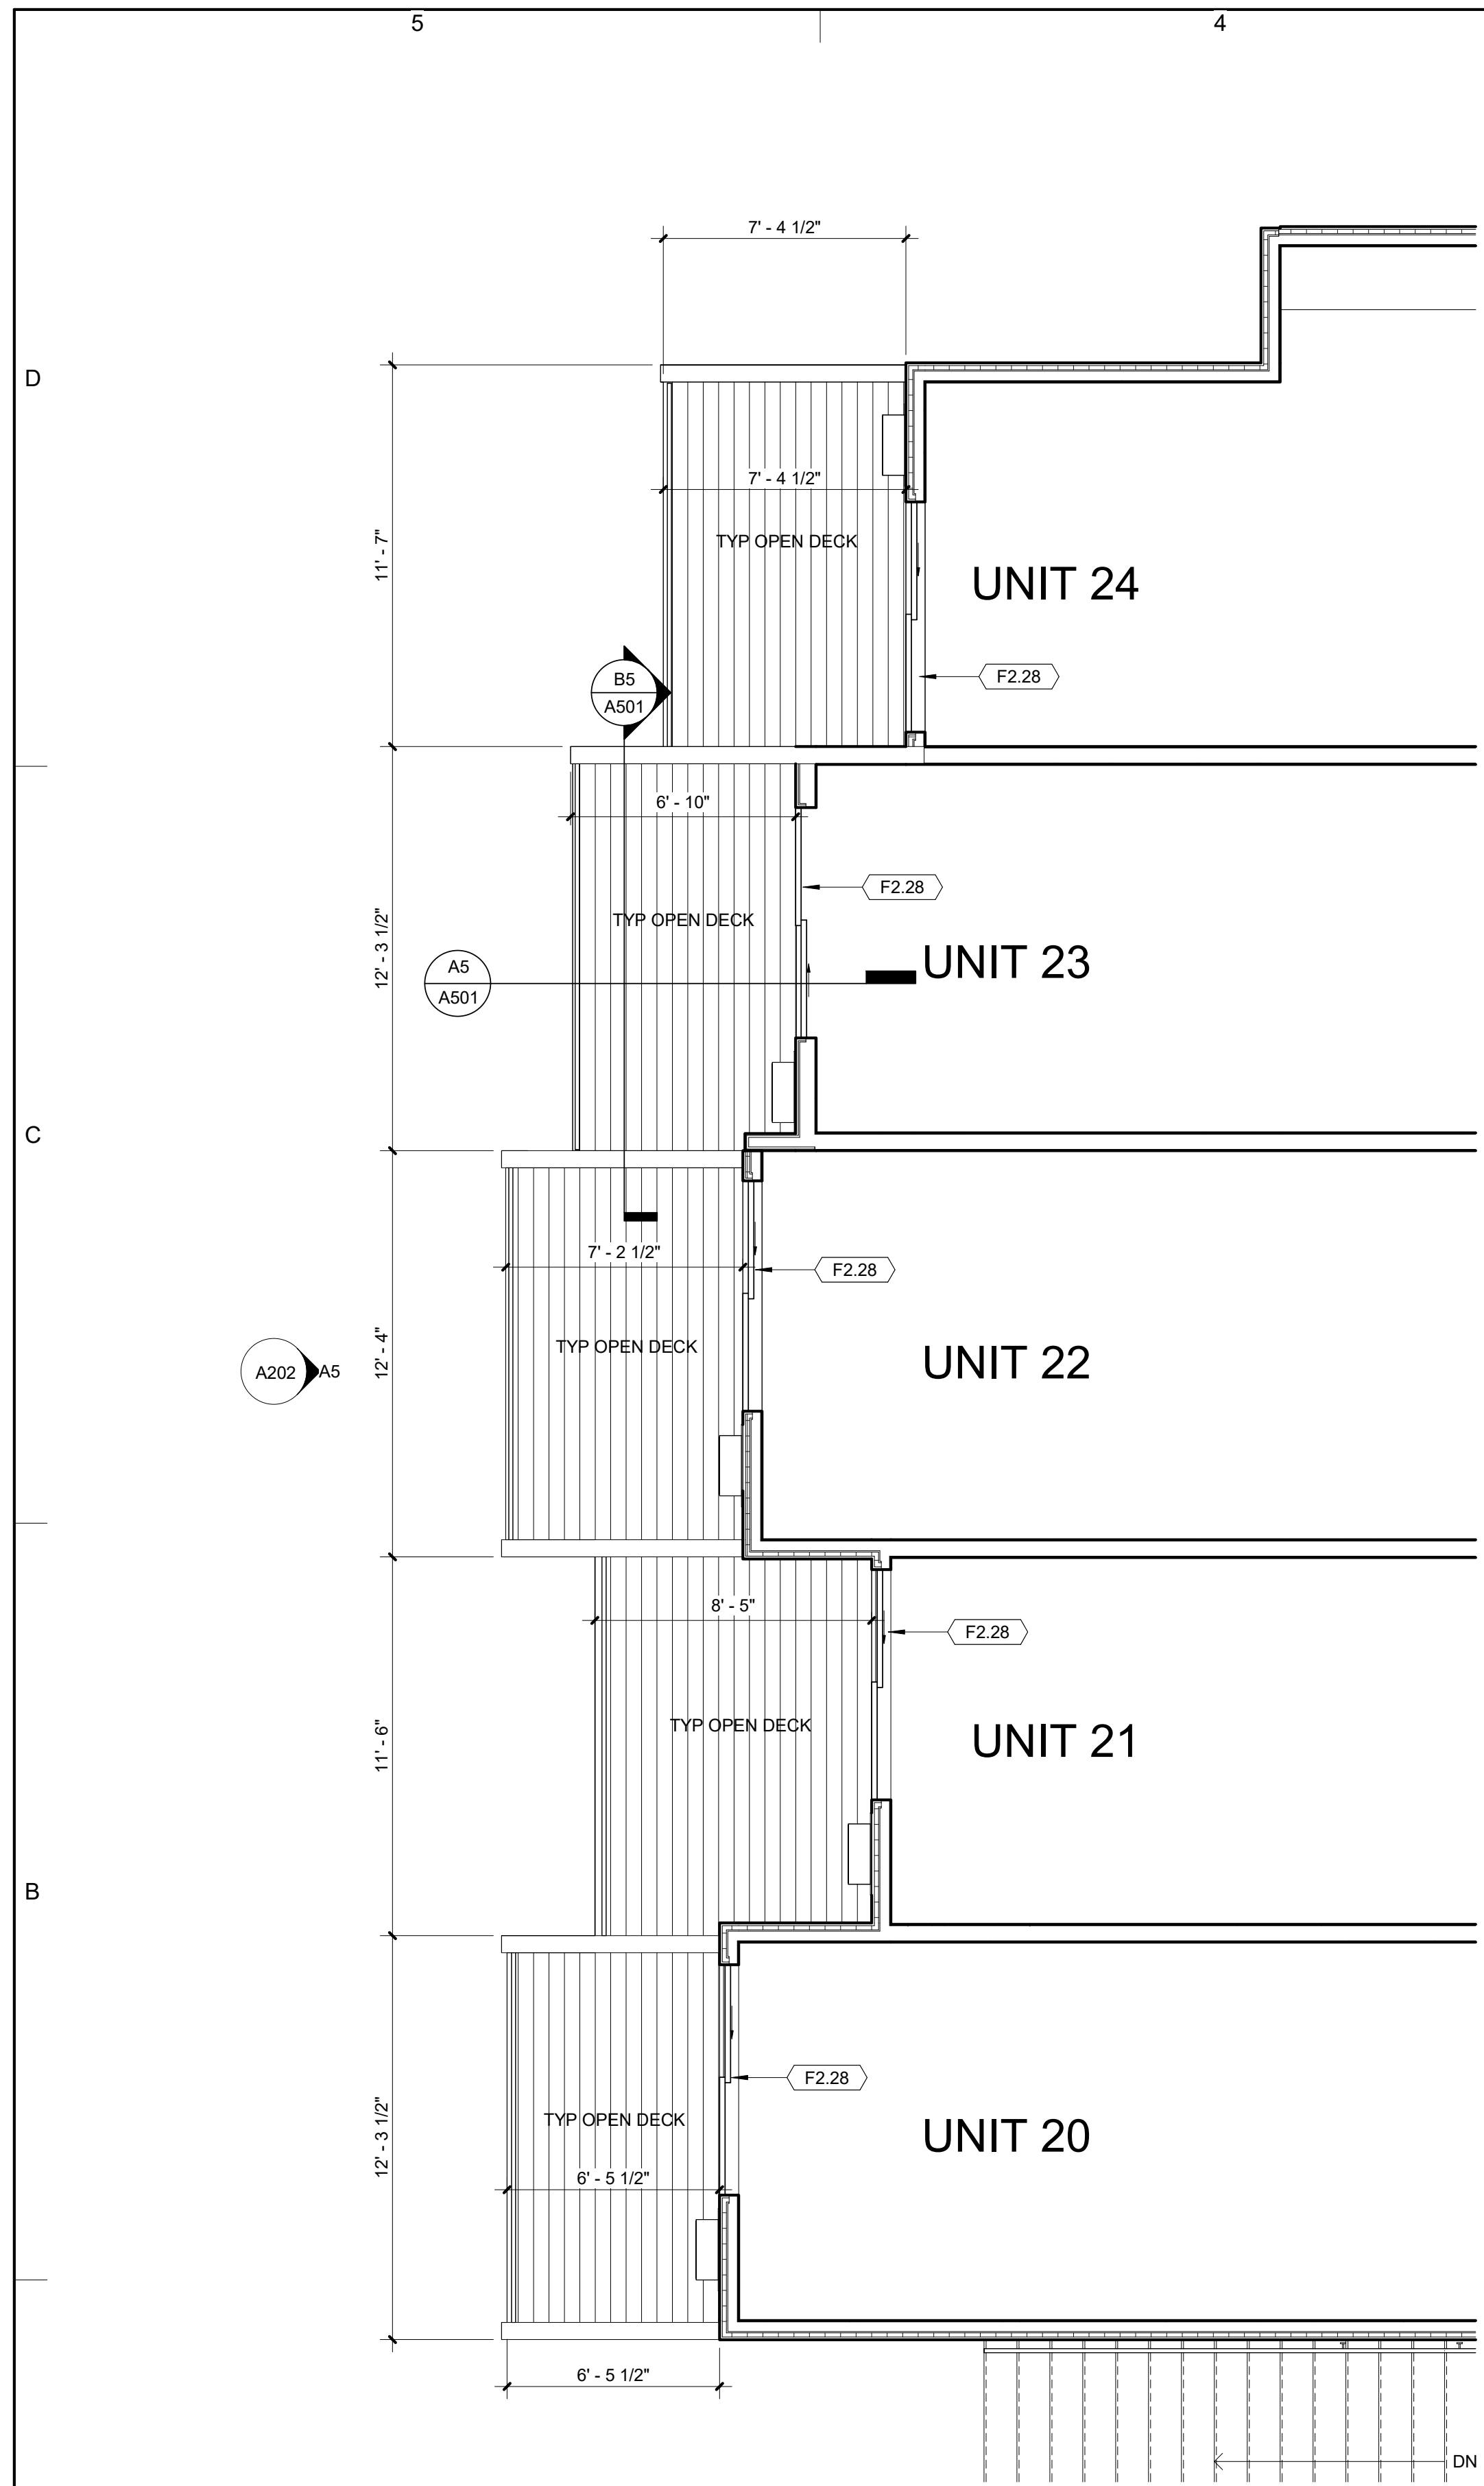 5
4
7' - 4 1/2"
D
7' - 4 1/2"
TYP OPEN DECK
11' - 7"
UNIT 24
F2.28
B5
A501
6' - 10"
F2.28
TYP OPEN DECK
12' - 3 1/2"
UNIT 23
A5
A501
C
7' - 2 1/2"
F2.28
TYP OPEN DECK
12' - 4"
UNIT 22
A202
A5
8' - 5"
F2.28
TYP OPEN DECK
11' - 6"
UNIT 21
B
F2.28
TYP OPEN DECK
12' - 3 1/2"
UNIT 20
6' - 5 1/2"
6' - 5 1/2"
DN